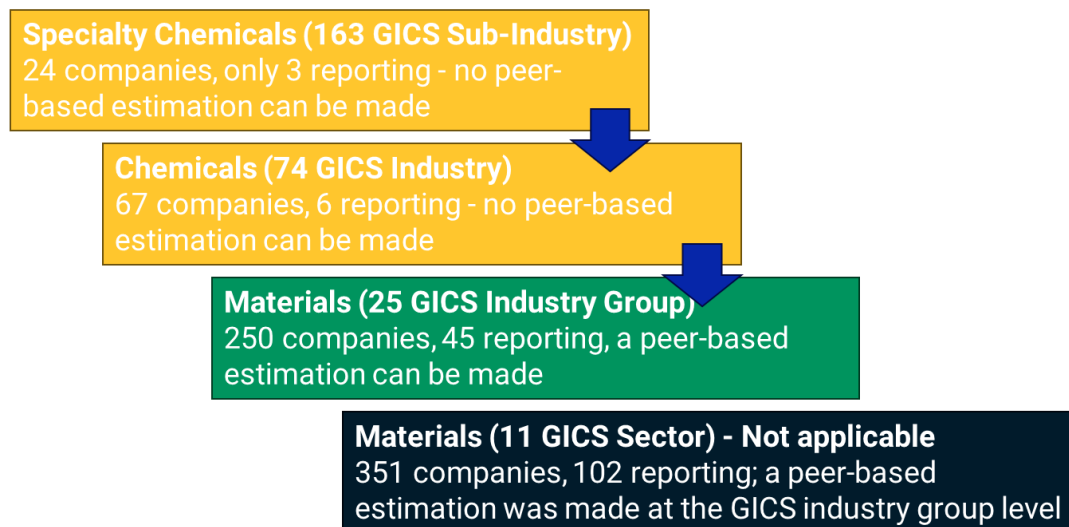 Specialty Chemicals (163 GICS Sub-Industry)
24 companies, only 3 reporting - no peer-
based estimation can be made
Chemicals (74 GICS Industry)
67 companies, 6 reporting - no peer-based
estimation can be made
Materials (25 GICS Industry Group)
250 companies, 45 reporting, a peer-based
estimation can be made
Materials (11 GICS Sector) - Not applicable
351 companies, 102 reporting; a peer-based
estimation was made at the GICS industry group level